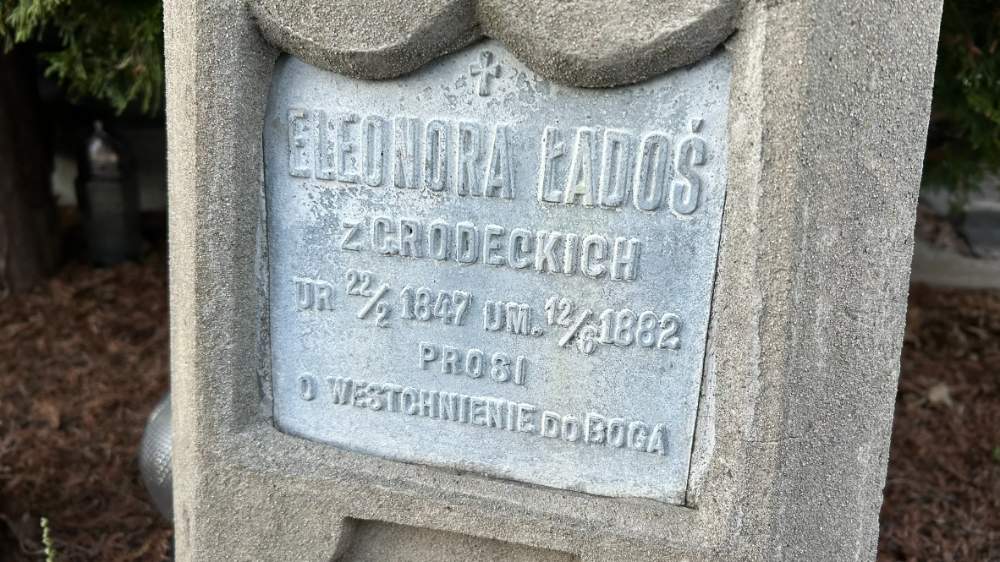 ELEONORA ŁADOŚ
z GRODECKICH
UR 22/2 1847 UM. 12/6 1882
PROSI
O WESTCHNIENIE DO BOGA